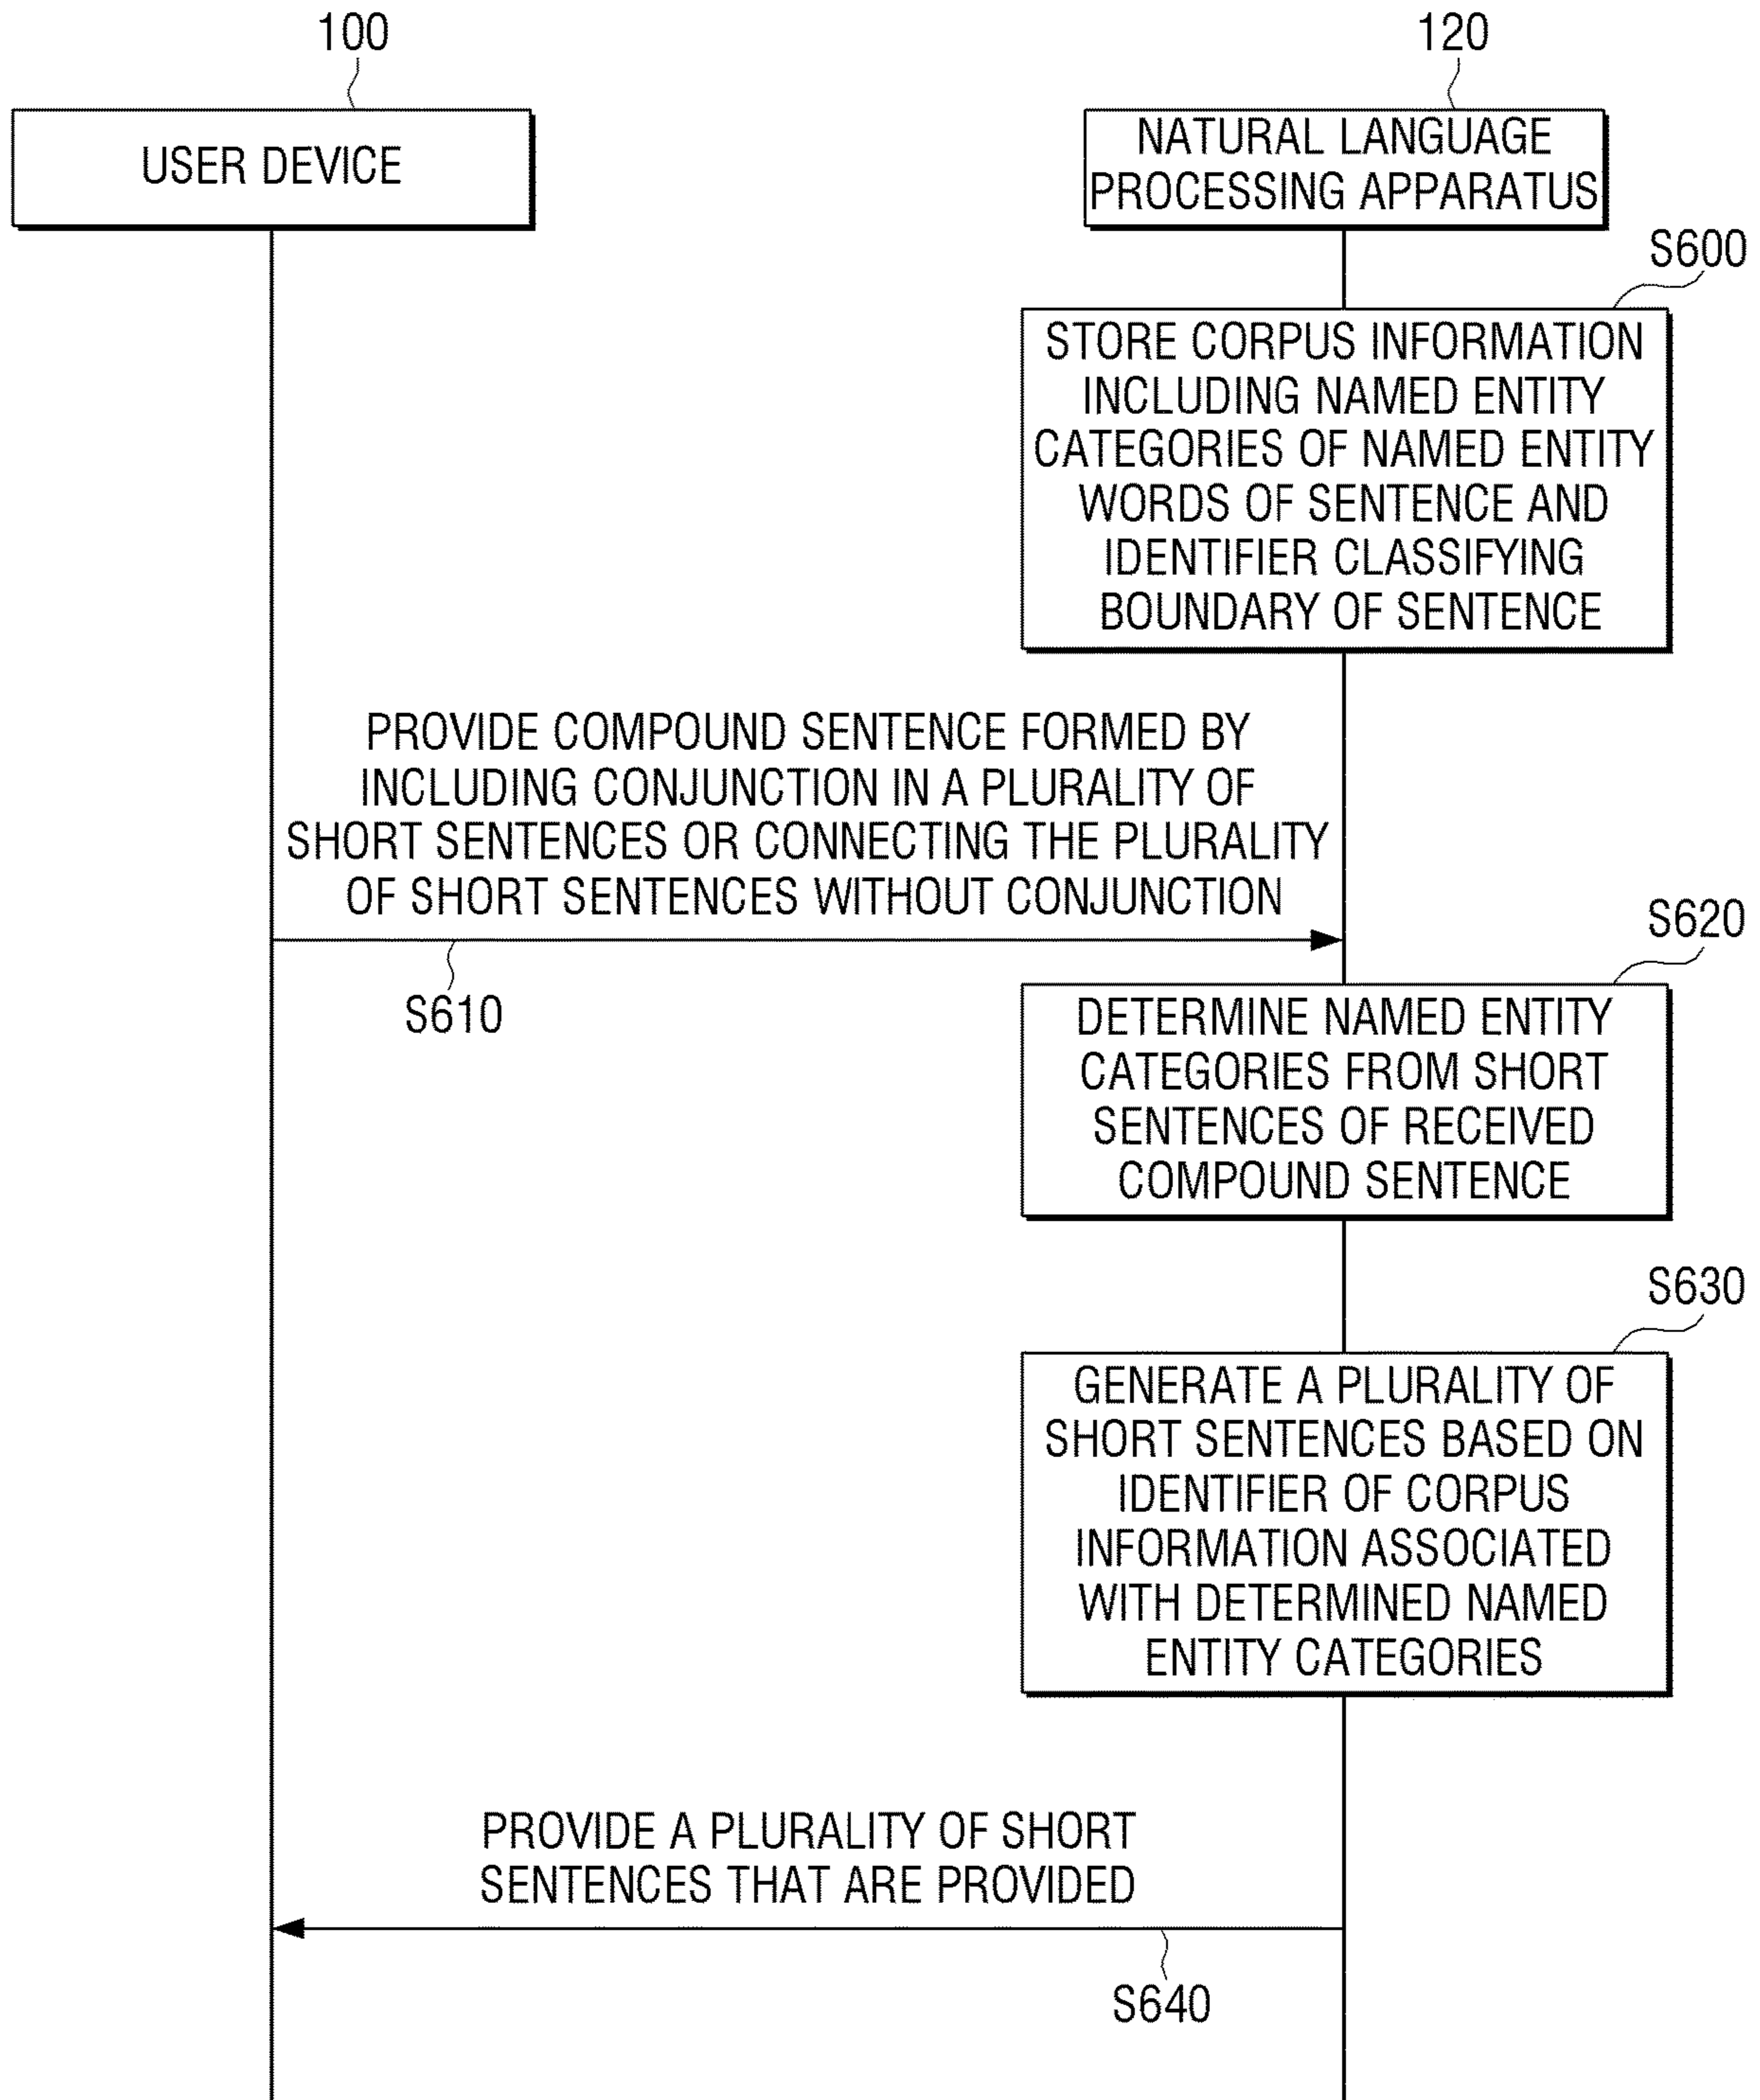 100
120
USER DEVICE
NATURAL LANGUAGE
PROCESSING APPARATUS
S600
STORE CORPUS INFORMATION
INCLUDING NAMED ENTITY
CATEGORIES OF NAMED ENTITY
WORDS OF SENTENCE AND
IDENTIFIER CLASSIFYING
BOUNDARY OF SENTENCE
PROVIDE COMPOUND SENTENCE FORMED BY
INCLUDING CONJUNCTION IN A PLURALITY OF
SHORT SENTENCES OR CONNECTING THE PLURALITY
OF SHORT SENTENCES WITHOUT CONJUNCTION
S610
S620
DETERMINE NAMED ENTITY
CATEGORIES FROM SHORT
SENTENCES OF RECEIVED
COMPOUND SENTENCE
S630
GENERATE A PLURALITY OF
SHORT SENTENCES BASED ON
IDENTIFIER OF CORPUS
INFORMATION ASSOCIATED
WITH DETERMINED NAMED
ENTITY CATEGORIES
PROVIDE A PLURALITY OF SHORT
SENTENCES THAT ARE PROVIDED
S640